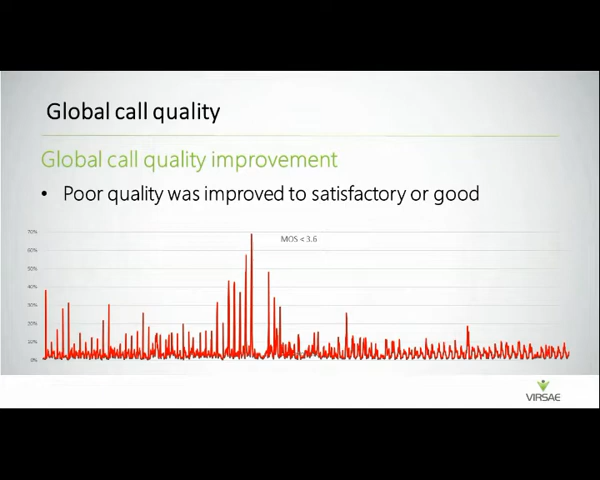 Global call quality
Global call quality improvement
• Poor quality was improved to satisfactory or good
MOS < 3.6
70%
60%
50%
40%
30%
20%
10%
0%
VIRSAE